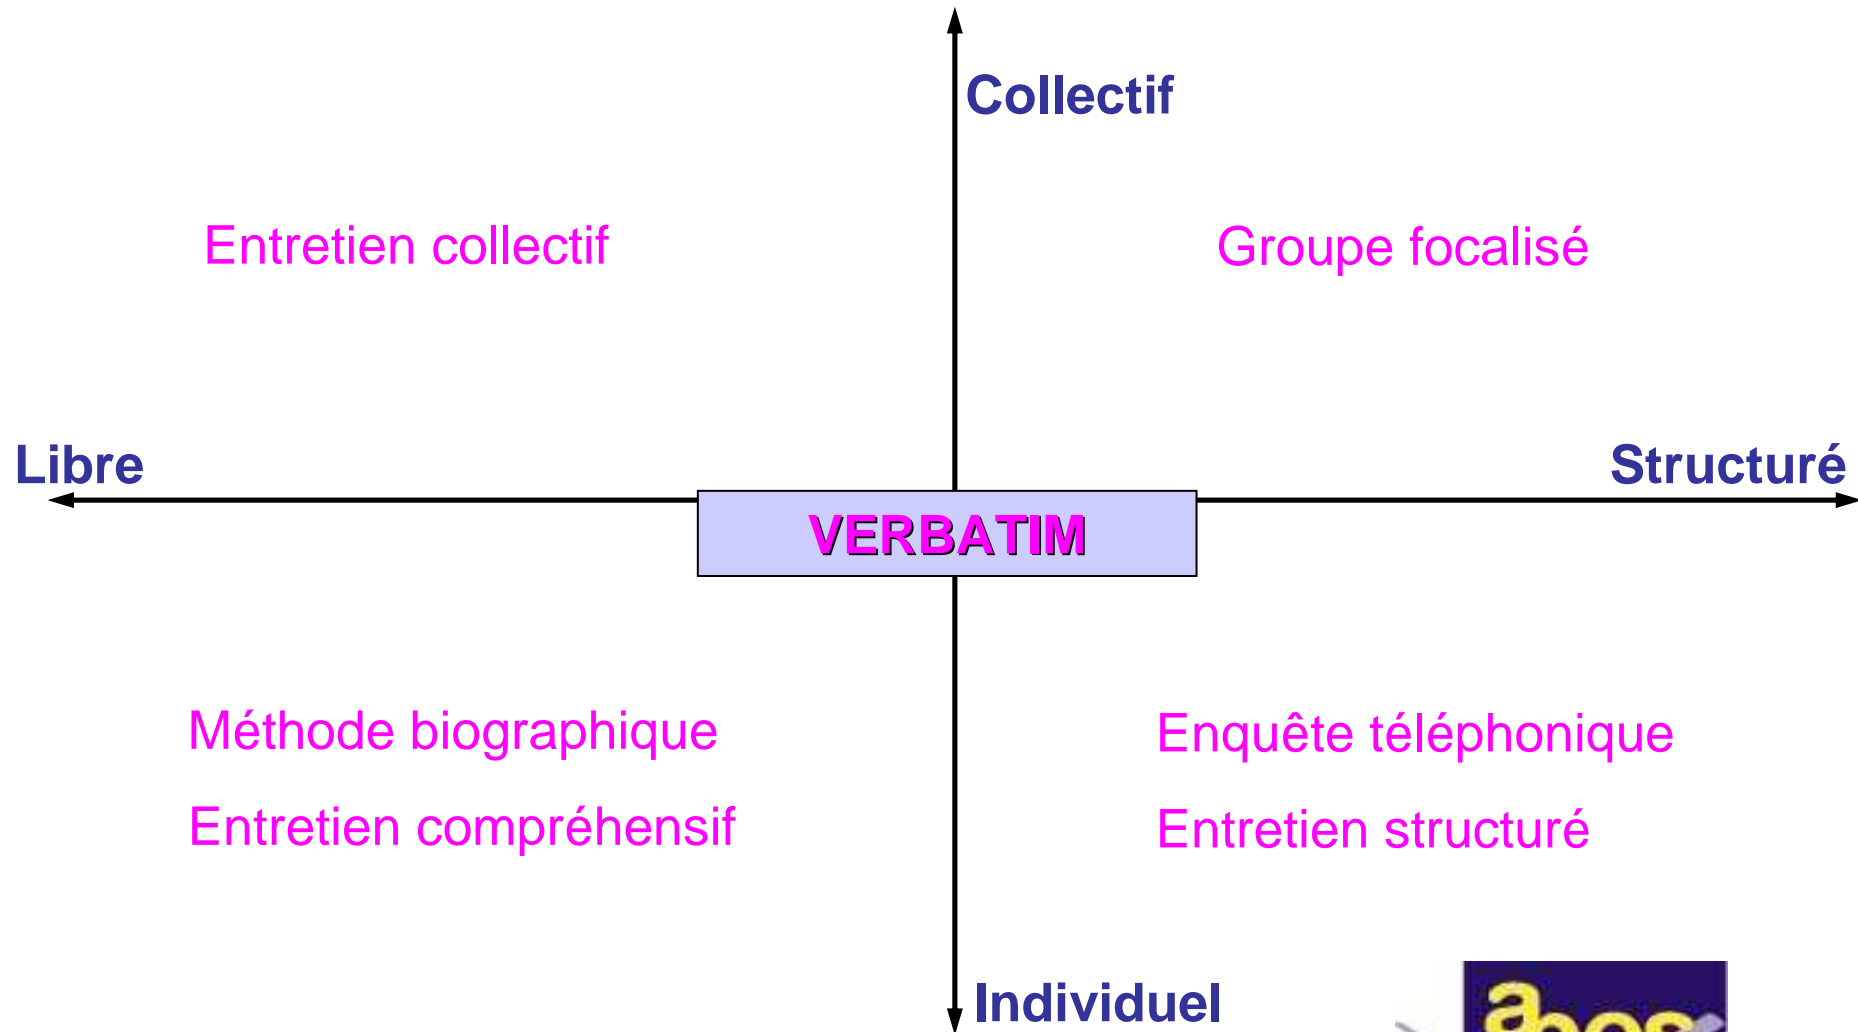 Collectif
Entretien collectif
Groupe focalisé
Libre
Structuré
VERBATIM
Méthode biographique
Enquête téléphonique
Entretien compréhensif
Entretien structuré
Individuel